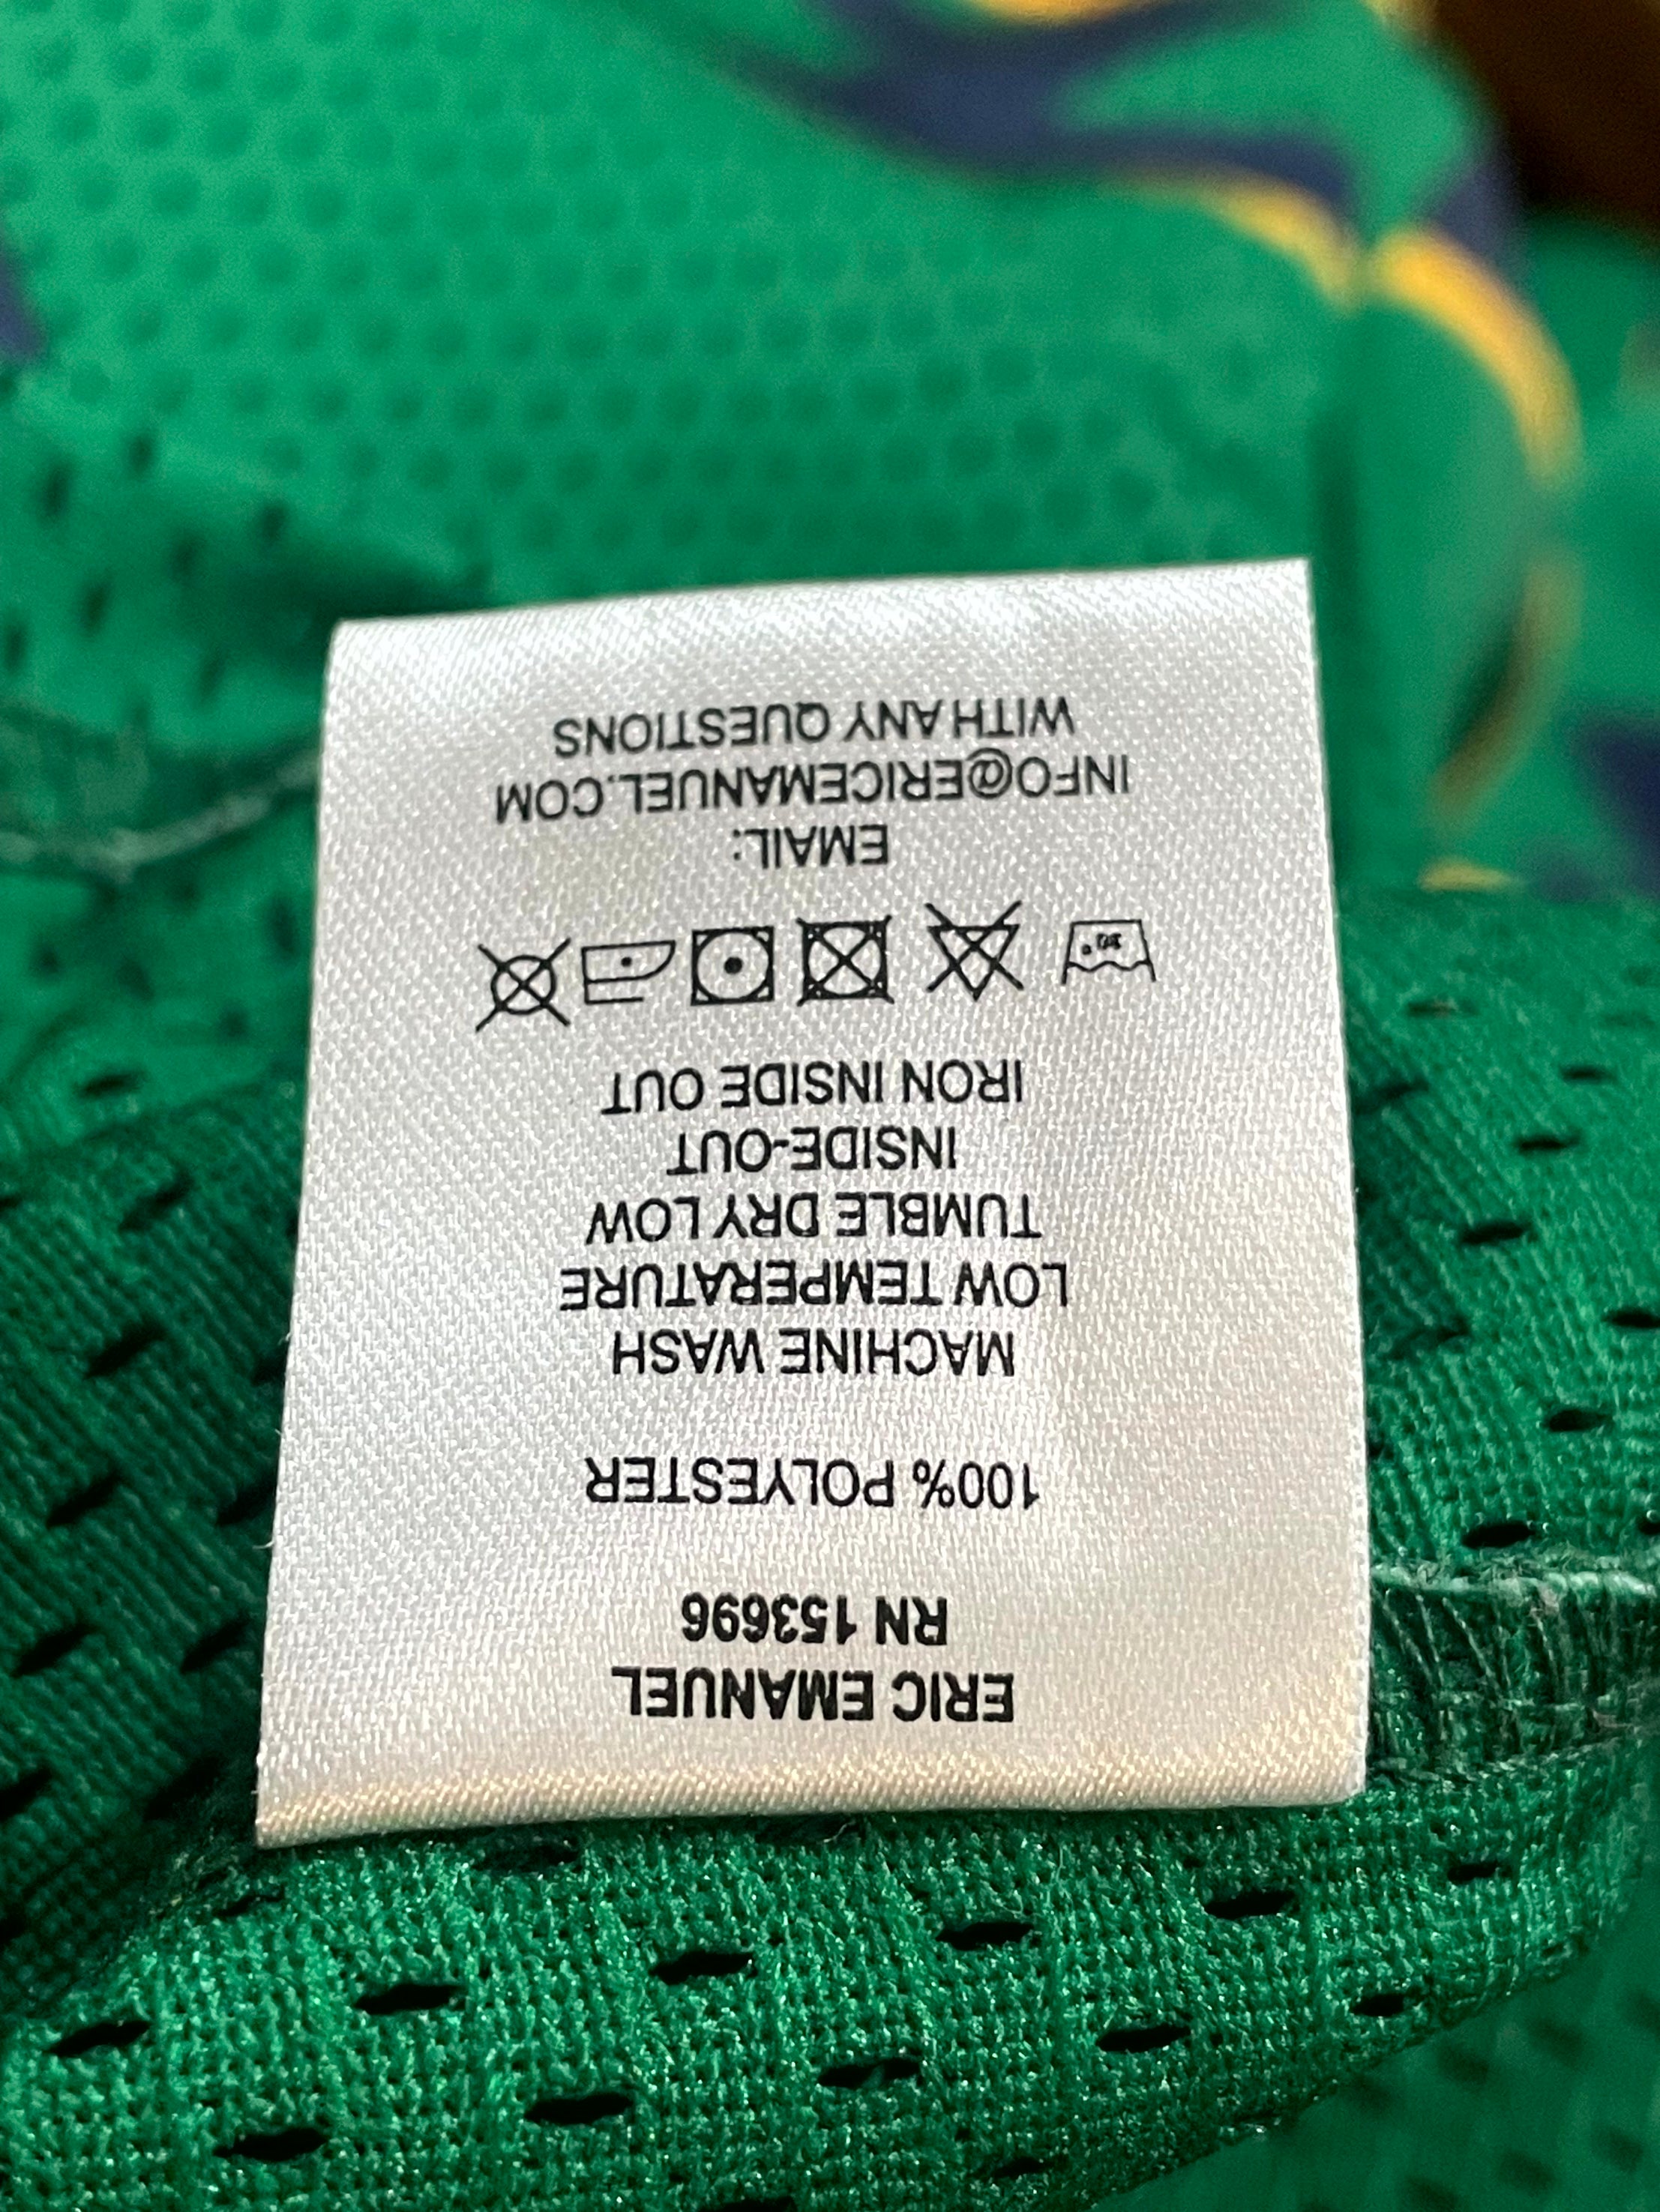 ERIC EMANUEL
RN 153696
100% POLYESTER
MACHINE WASH
LOW TEMPERATURE
TUMBLE DRY LOW
INSIDE-OUT
IRON INSIDE OUT
EMAIL:
INFO@ERICEMANUEL.COM
WITH ANY QUESTIONS